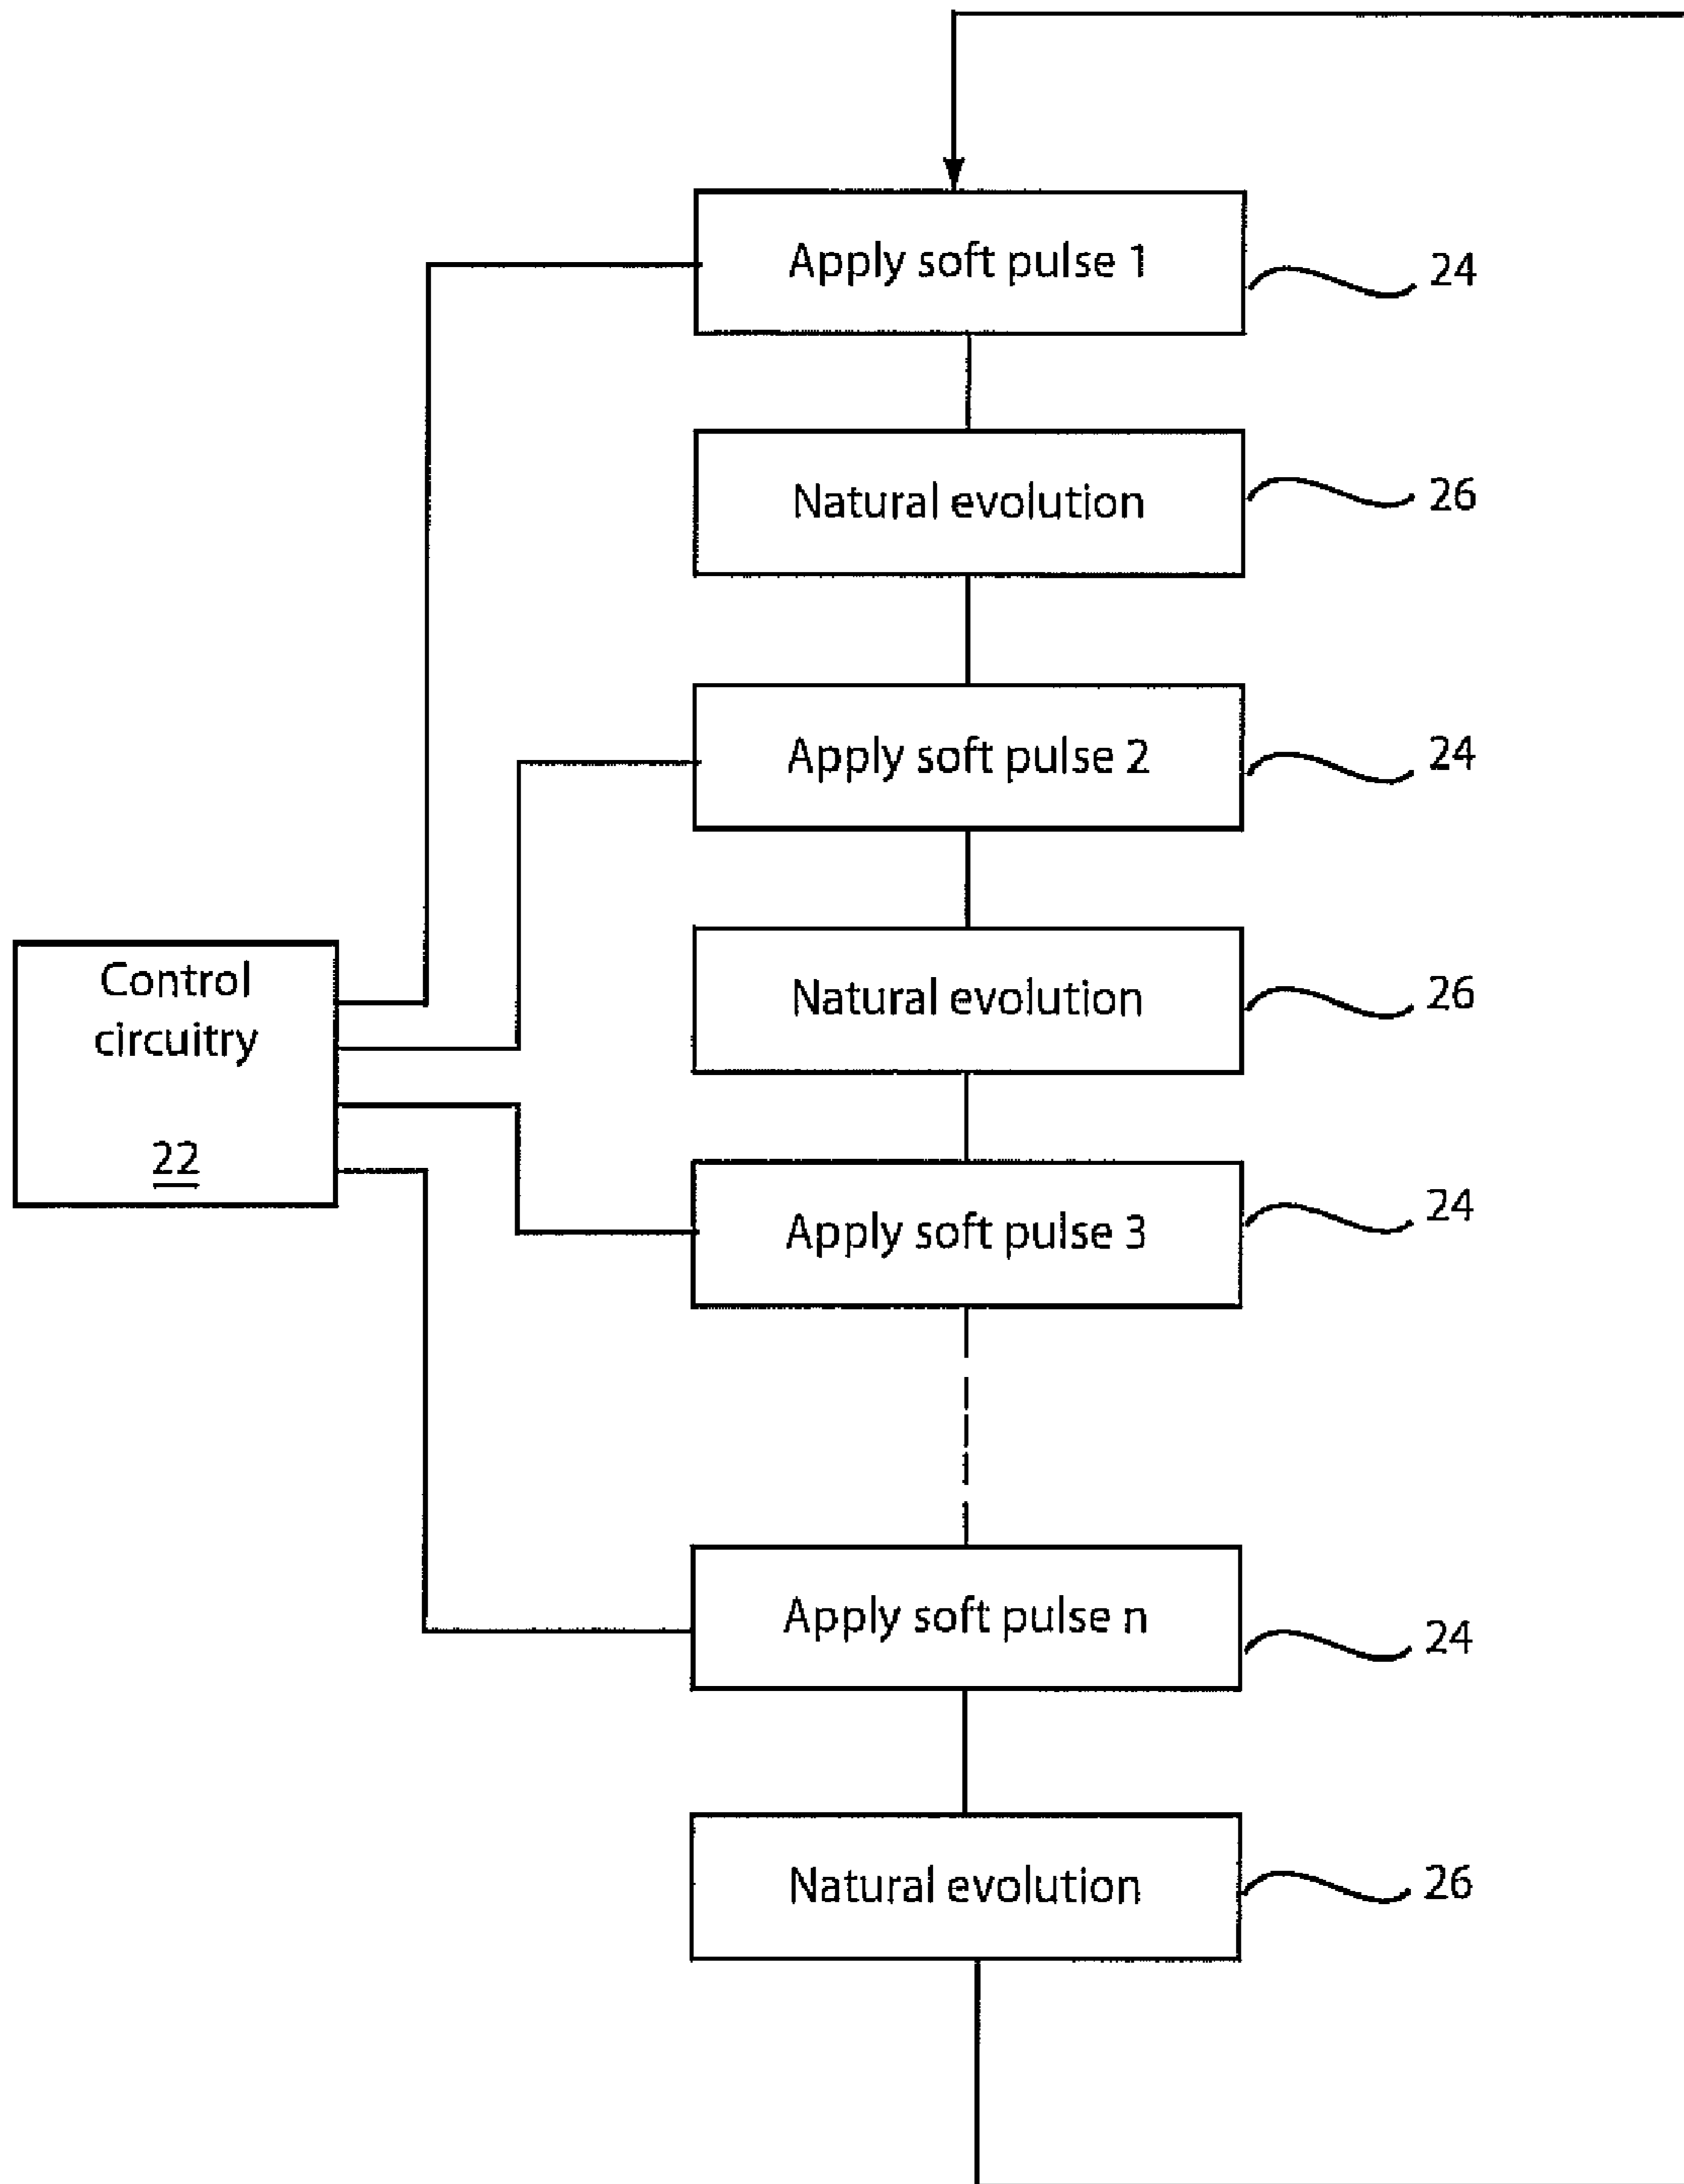 Apply soft pulse 1
24
Natural evolution
26
Apply soft pulse 2
24
Natural evolution
26
Control
circuitry
22
Apply soft pulse 3
24
Apply soft pulse n
24
Natural evolution
26